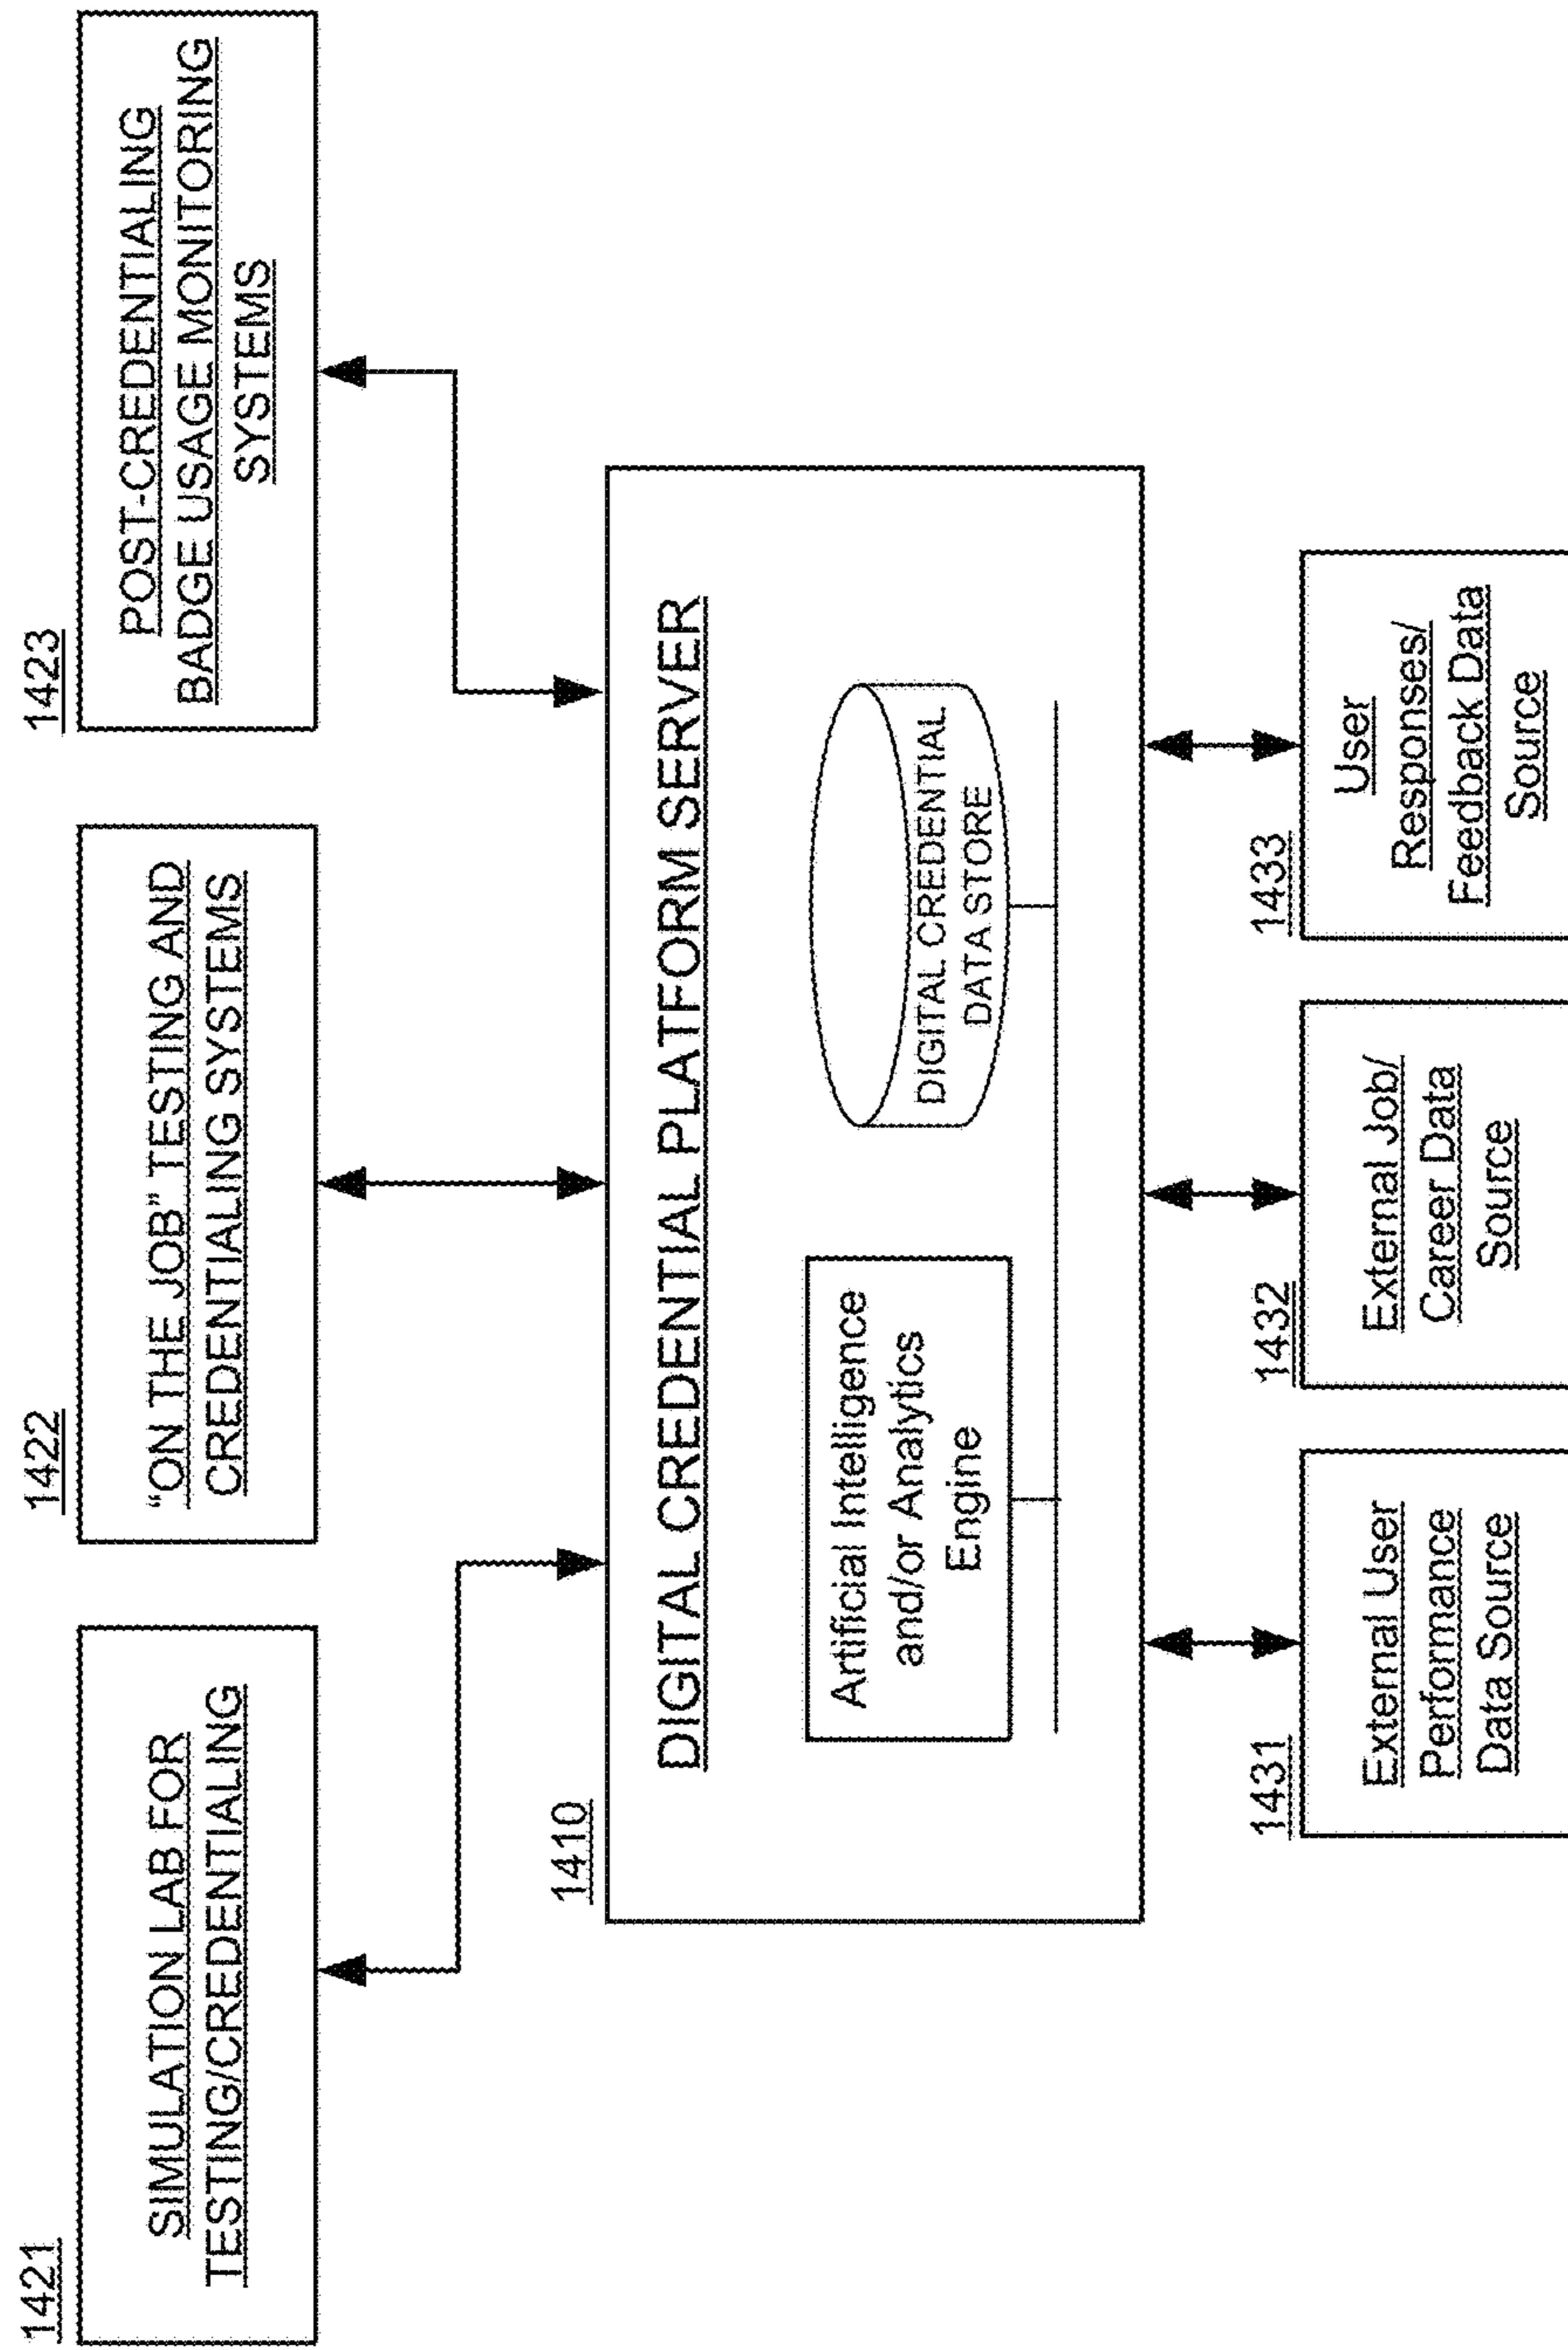 1421
SIMULATION LAB FOR
TESTING/CREDENTIALING
1422
“ON THE JOB” TESTING AND
CREDENTIALING SYSTEMS
1423
POST-CREDENTIALING
BADGE USAGE MONITORING
SYSTEMS
1410
DIGITAL CREDENTIAL PLATFORM SERVER
Artificial Intelligence
and/or Analytics
Engine
DIGITAL CREDENTIAL
DATA STORE
1431
External User
Performance
Data Source
1432
External Job/
Career Data
Source
1433
User
Responses/
Feedback Data
Source